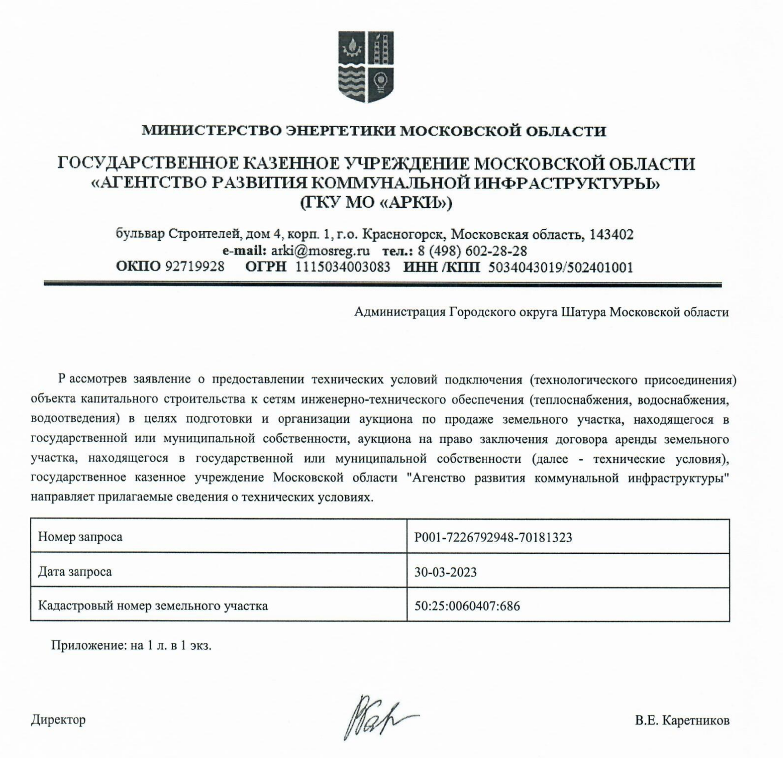 МИНИСТЕРСТВО ЭНЕРГЕТИКИ МОСКОВСКОЙ ОБЛАСТИ
ГОСУДАРСТВЕННОЕ КАЗЕННОЕ УЧРЕЖДЕНИЕ МОСКОВСКОЙ ОБЛАСТИ
«АГЕНТСТВО РАЗВИТИЯ КОММУНАЛЬНОЙ ИНФРАСТРУКТУРЫ»
(ГКУ МО «АРКИ»)
бульвар Строителей, дом 4, корп. 1, г.о. Красногорск, Московская область, 143402
e-mail: arki@mosreg.ru тел.: 8 (498) 602-28-28
ОКПО 92719928 ОГРН 1115034003083 ИНН /КПП 5034043019/502401001
Администрация Городского округа Шатура Московской области
Р ассмотрев заявление о предоставлении технических условий подключения (технологического присоединения)
объекта капитального строительства к сетям инженерно-технического обеспечения (теплоснабжения, водоснабжения,
водоотведения) в целях подготовки и организации аукциона по продаже земельного участка, находящегося в
государственной или муниципальной собственности, аукциона на право заключения договора аренды земельного
участка, находящегося в государственной или муниципальной собственности (далее - технические условия),
государственное казенное учреждение Московской области "Агенство развития коммунальной инфраструктуры"
направляет прилагаемые сведения о технических условиях.
Номер запроса P001-7226792948-70181323
Дата запроса 30-03-2023
Кадастровый номер земельного участка 50:25:0060407:686
Приложение: на 1 л. в 1 экз.
Директор В.Е. Каретников